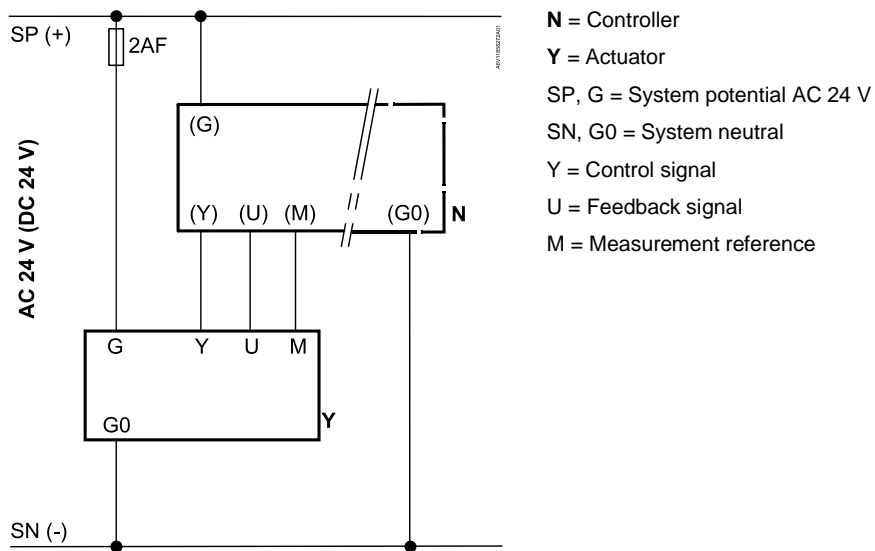 SP (+)
2AF
(G)
(Y) (U) (M) (G0) N
AC 24 V (DC 24 V)
G Y U M
G0 Y
SN (-)
N = Controller
Y = Actuator
SP, G = System potential AC 24 V
SN, G0 = System neutral
Y = Control signal
U = Feedback signal
M = Measurement reference